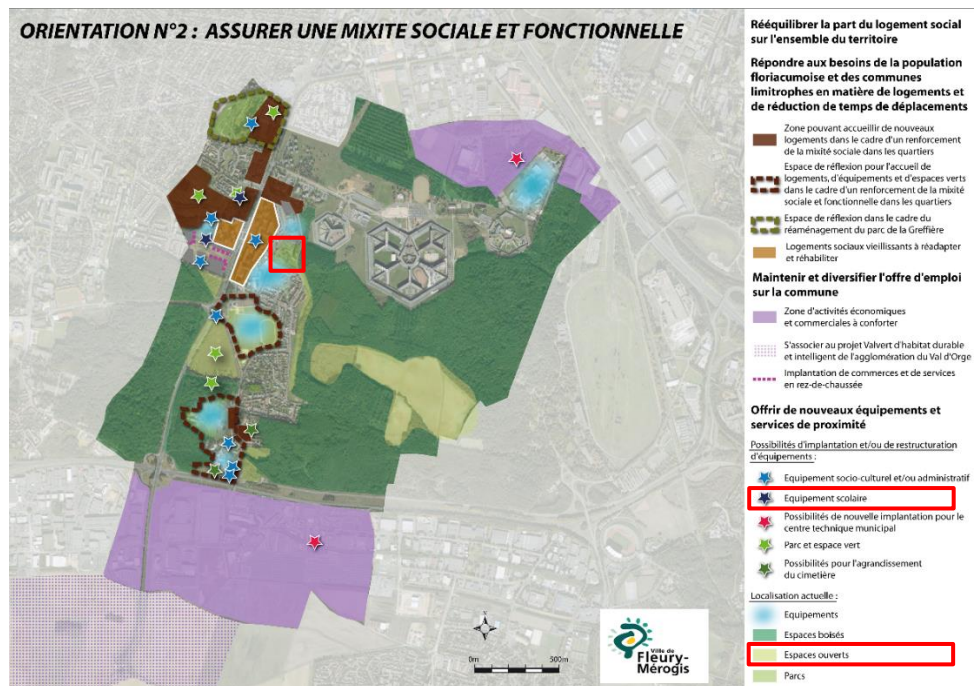 ORIENTATION N°2 : ASSURER UNE MIXITE SOCIALE ET FONCTIONNELLE
Rééquilibrer la part du logement social
sur l'ensemble du territoire
Répondre aux besoins de la population
floriacumoise et des communes
limitrophes en matière de logements et
de réduction de temps de déplacements
Zone pouvant accueillir de nouveaux
logements dans le cadre d'un renforcement
de la mixité sociale dans les quartiers
Espace de réflexion pour l'accueil de
logements, d'équipements et d'espaces verts
dans le cadre d'un renforcement de la mixité
sociale et fonctionnelle dans les quartiers
Espace de réflexion dans le cadre du
réaménagement du parc de la Greffière
Logements sociaux vieillissants à réadapter
et réhabiliter
Maintenir et diversifier l'offre d'emploi
sur la commune
Zone d'activités économiques
et commerciales à conforter
S'associer au projet Valvert d'habitat durable
et intelligent de l'agglomération du Val d'Orge
Implantation de commerces et de services
en rez-de-chaussée
Offrir de nouveaux équipements et
services de proximité
Possibilités d'implantation et/ou de restructuration
d'équipements :
Equipement socio-culturel et/ou administratif
Equipement scolaire
Possibilités de nouvelle implantation pour le
centre technique municipal
Parc et espace vert
Possibilités pour l'agrandissement
du cimetière
Localisation actuelle :
Equipements
Espaces boisés
Espaces ouverts
Parcs
0m 500m
Ville de
Fleury-
Mérogis